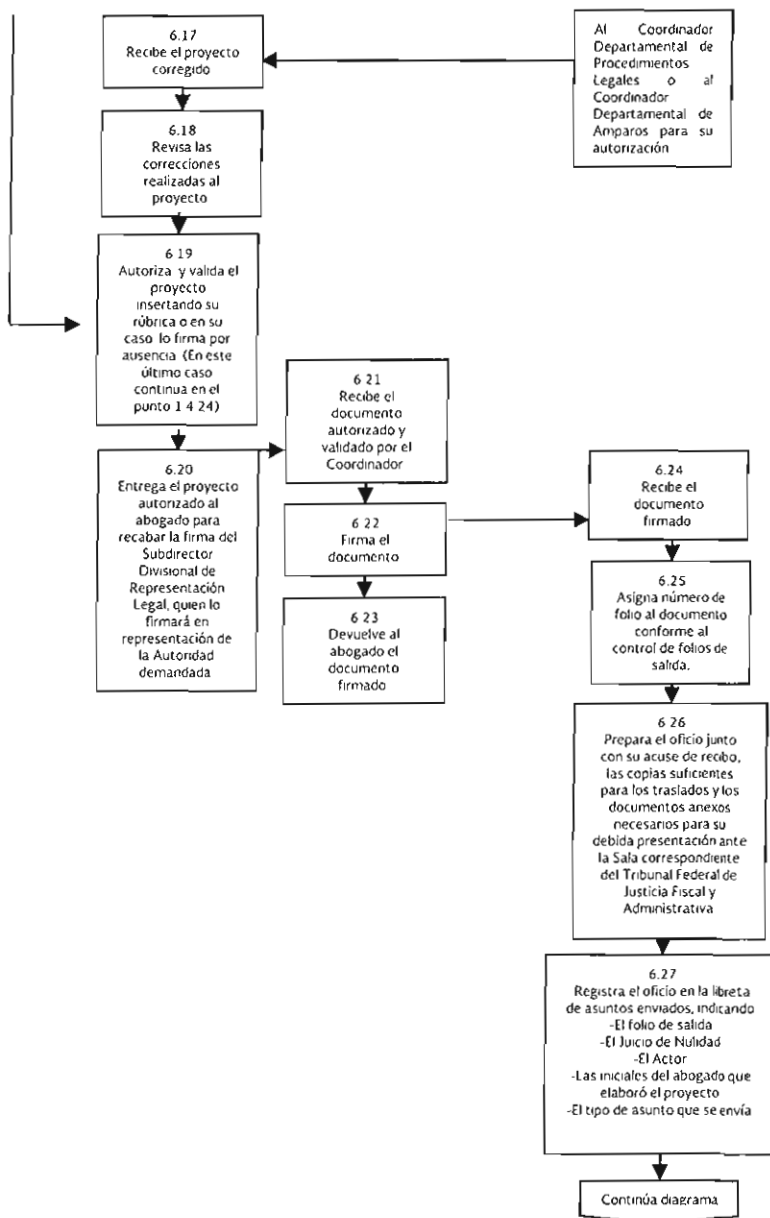 6.17
Recibe el proyecto
corregido
Al Coordinador
Departamental de
Procedimientos
Legales o al
Coordinador
Departamental de
Amparos para su
autorización
6.18
Revisa las
correcciones
realizadas al
proyecto
6 19
Autoriza y valida el
proyecto
insertando su
rúbrica o en su
caso lo firma por
ausencia (En este
último caso
continua en el
punto 1 4 24)
6.20
Entrega el proyecto
autorizado al
abogado para
recabar la firma del
Subdirector
Divisional de
Representación
Legal, quien lo
firmará en
representación de
la Autoridad
demandada
6 21
Recibe el
documento
autorizado y
validado por el
Coordinador
6 22
Firma el
documento
6 23
Devuelve al
abogado el
documento
firmado
6.24
Recibe el
documento
firmado
6.25
Asigna número de
folio al documento
conforme al
control de folios de
salida.
6 26
Prepara el oficio junto
con su acuse de recibo,
las copias suficientes
para los traslados y los
documentos anexos
necesarios para su
debida presentación ante
la Sala correspondiente
del Tribunal Federal de
Justicia Fiscal y
Administrativa
6.27
Registra el oficio en la libreta
de asuntos enviados, indicando
-El folio de salida
-El Juicio de Nulidad
-El Actor
-Las iniciales del abogado que
elaboró el proyecto
-El tipo de asunto que se envía
Continúa diagrama